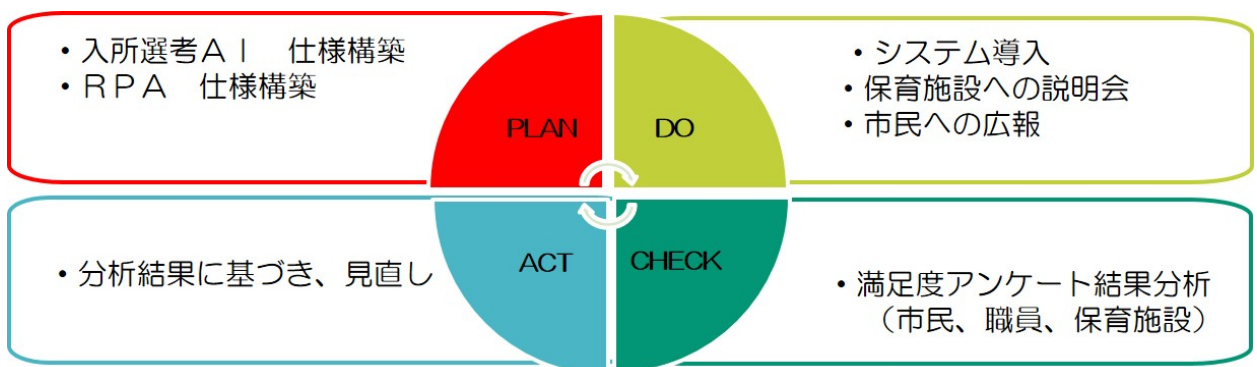 ・入所選考ＡＩ　仕様構築
・ＲＰＡ　仕様構築
PLAN
DO
・システム導入
・保育施設への説明会
・市民への広報
・分析結果に基づき、見直し
ACT
CHECK
・満足度アンケート結果分析
（市民、職員、保育施設）